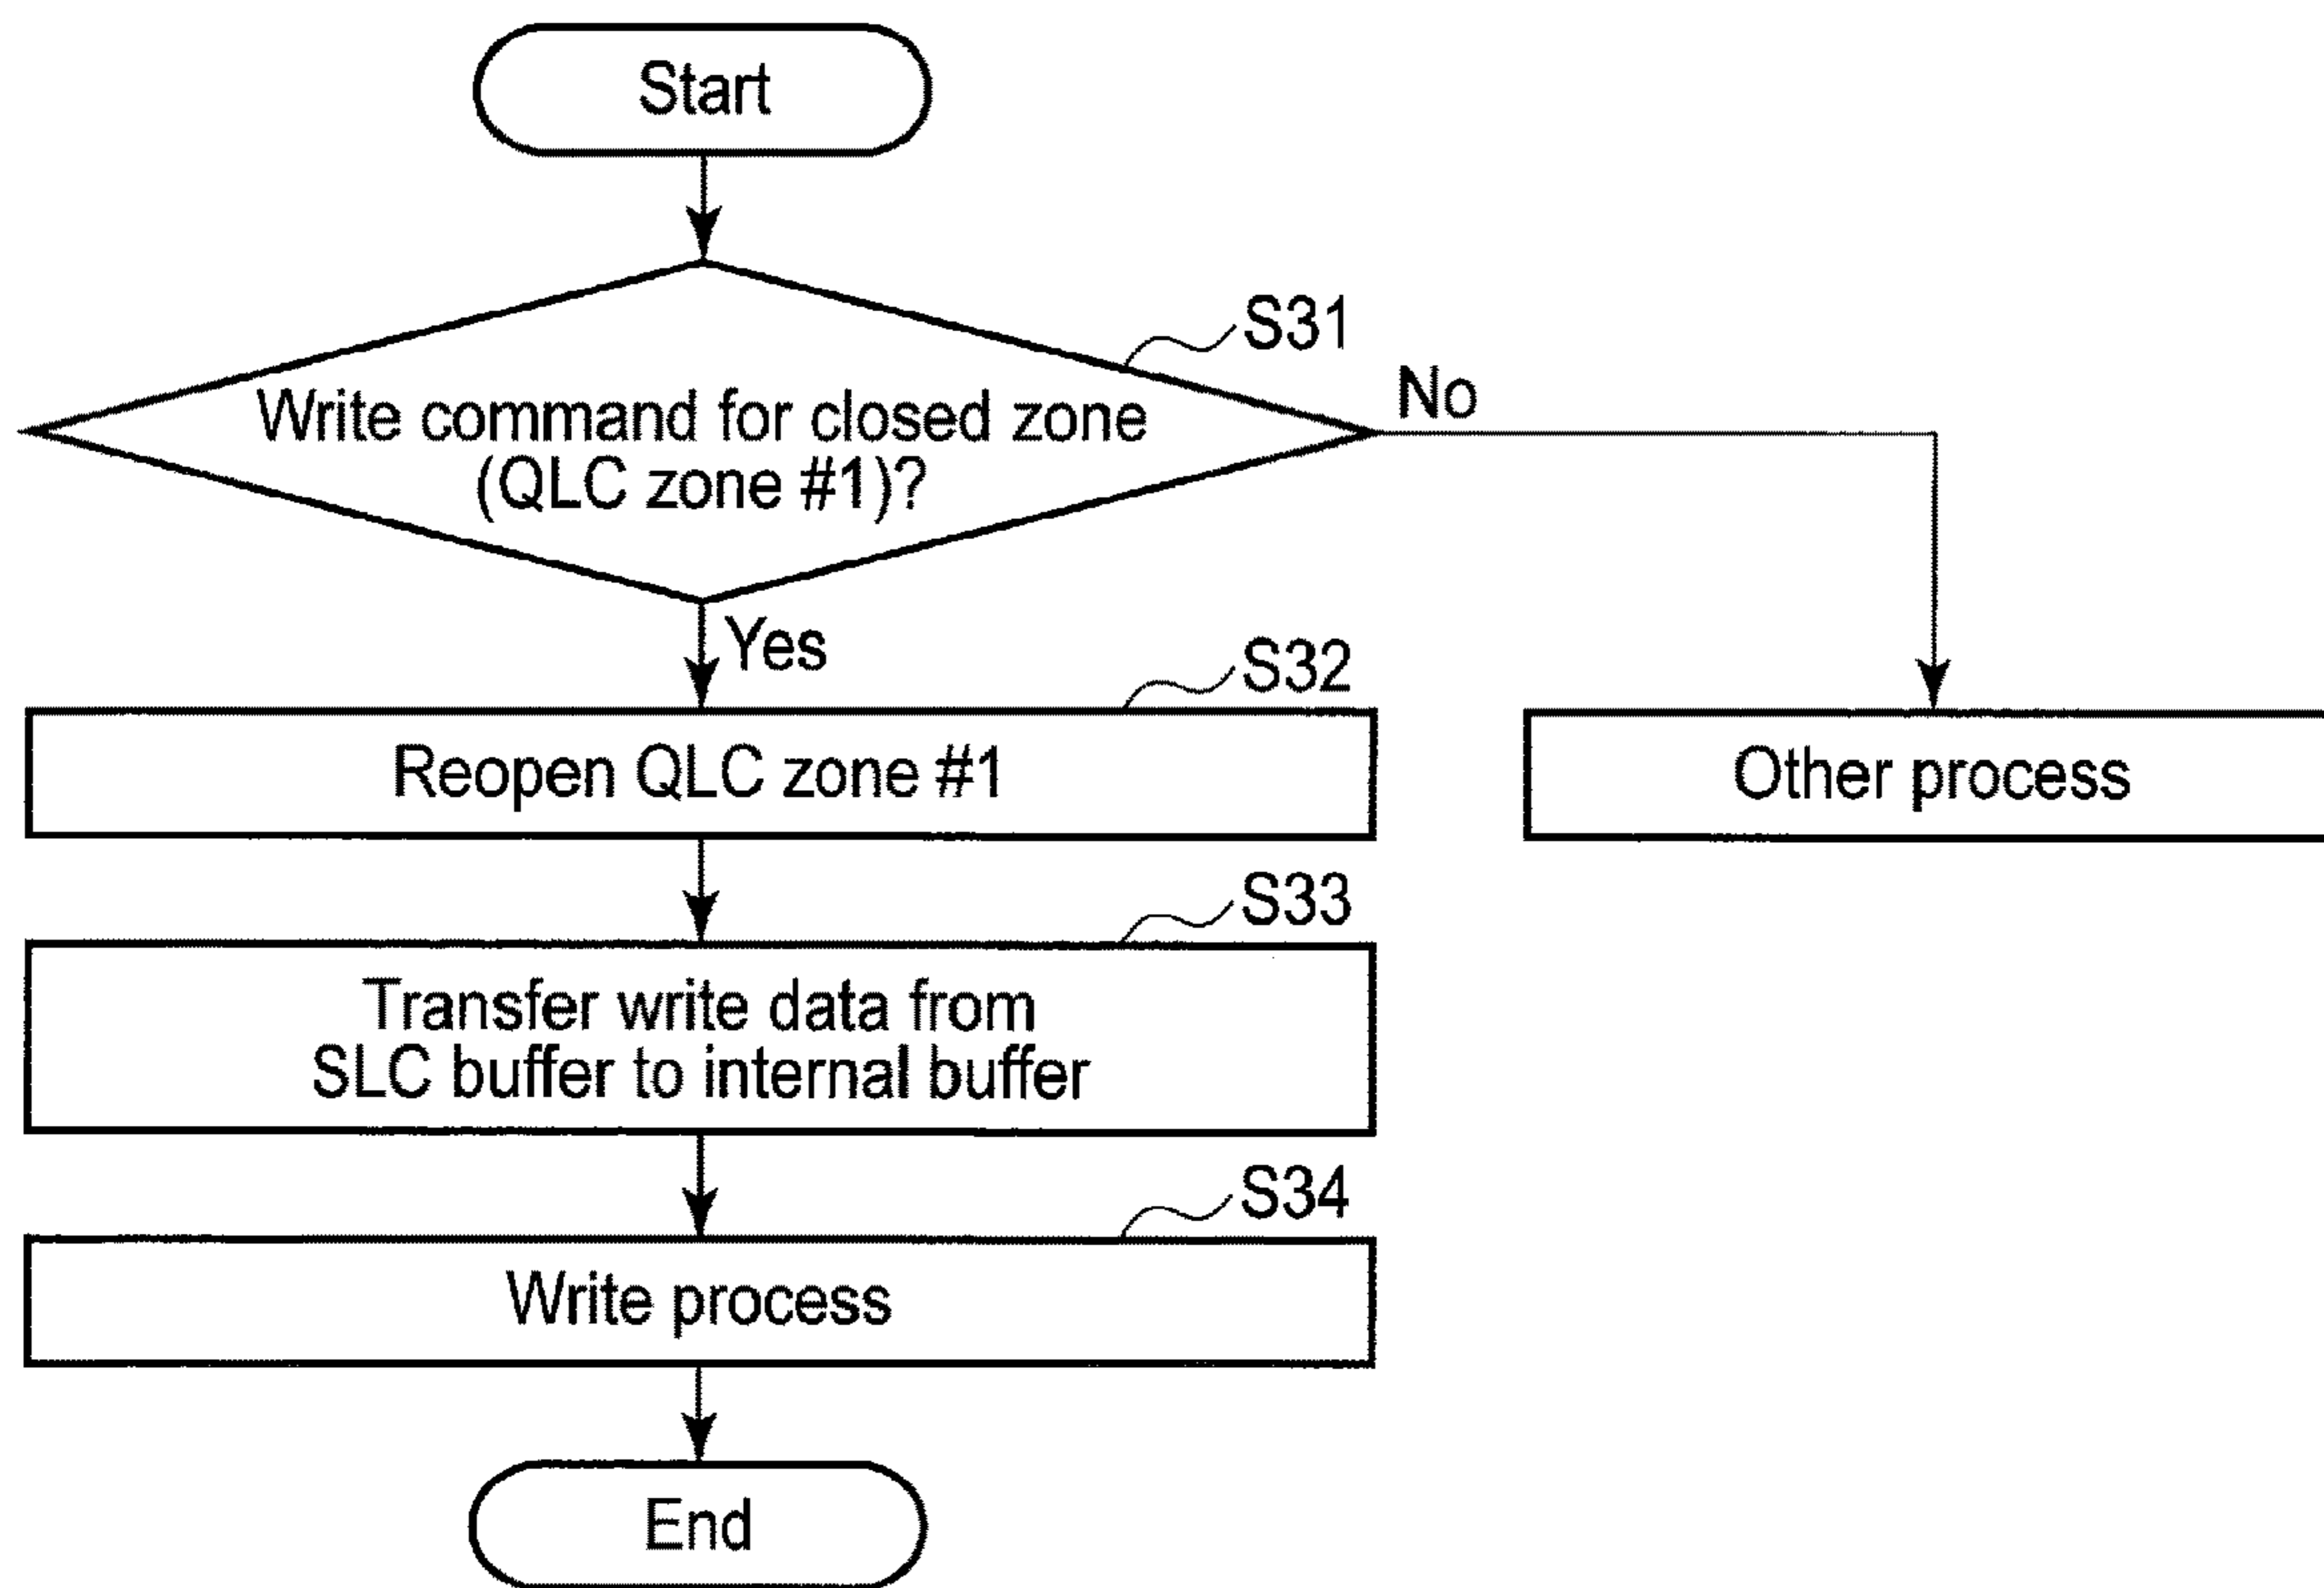 Start
S31
Write command for closed zone
(QLC zone #1)?
No
Yes
S32
Reopen QLC zone #1
Other process
S33
Transfer write data from
SLC buffer to internal buffer
S34
Write process
End